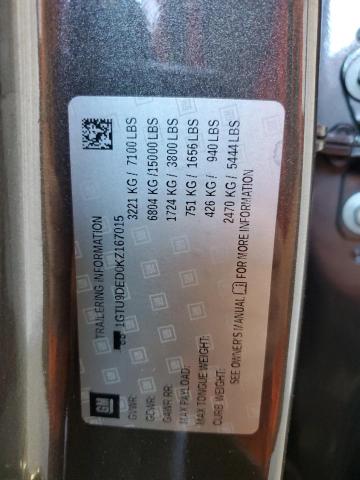 GM
TRAILERING INFORMATION
1GTU9DED0KZ167015
GVWR: 3221 KG / 7100 LBS
GCWR: 6804 KG /15000 LBS
GAWR RR: 1724 KG / 3800 LBS
MAX PAYLOAD: 751 KG / 1656 LBS
MAX TONGUE WEIGHT: 426 KG / 940 LBS
CURB WEIGHT: 2470 KG / 5444 LBS
SEE OWNER'S MANUAL FOR MORE INFORMATION